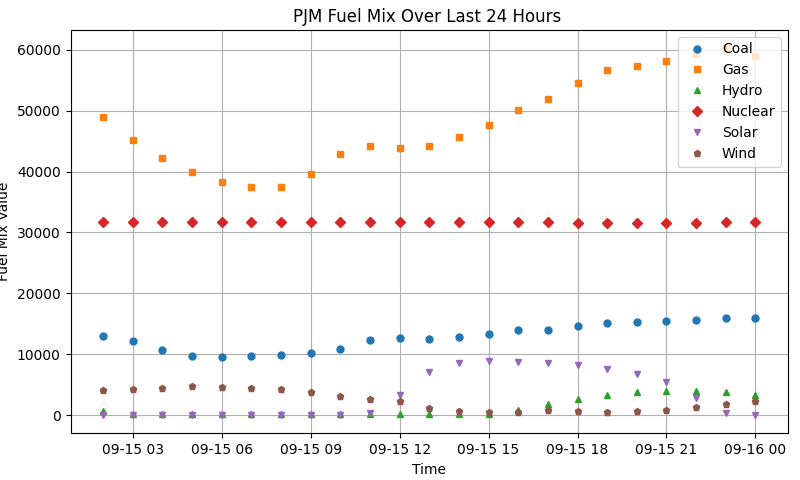 PJM Fuel Mix Over Last 24 Hours
60000
50000
40000
30000
20000
10000
0
Fuel Mix Value
Coal
Gas
Hydro
Nuclear
Solar
Wind
09-15 03 09-15 06 09-15 09 09-15 12 09-15 15 09-15 18 09-15 21 09-16 00
Time